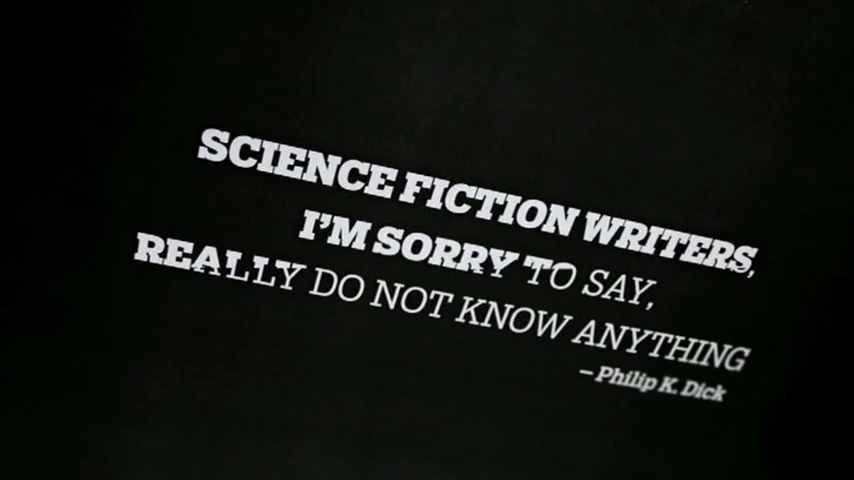 SCIENCE FICTION WRITERS,
I'M SORRY TO SAY,
REALLY DO NOT KNOW ANYTHING
– Philip K. Dick